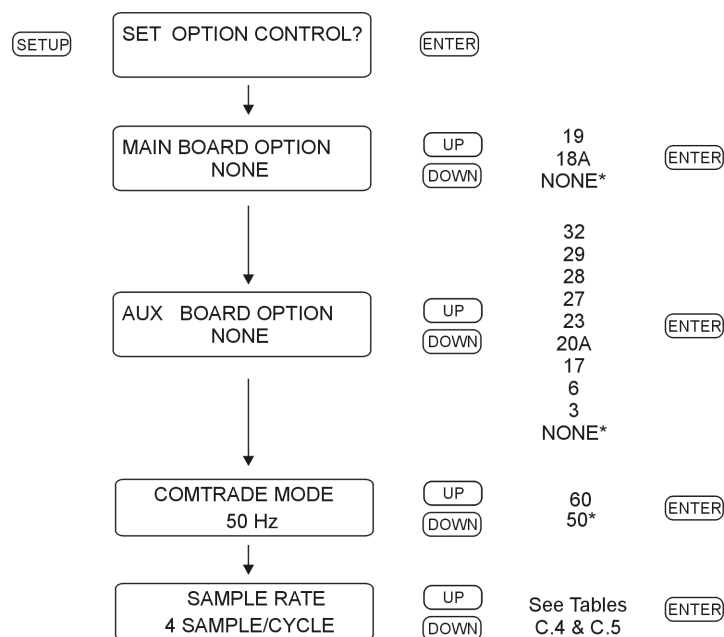 SETUP
SET OPTION CONTROL?
ENTER
MAIN BOARD OPTION
NONE
UP
DOWN
19
18A
NONE*
ENTER
AUX BOARD OPTION
NONE
UP
DOWN
32
29
28
27
23
20A
17
6
3
NONE*
ENTER
COMTRADE MODE
50 Hz
UP
DOWN
60
50*
ENTER
SAMPLE RATE
4 SAMPLE/CYCLE
UP
DOWN
See Tables
C.4 & C.5
ENTER